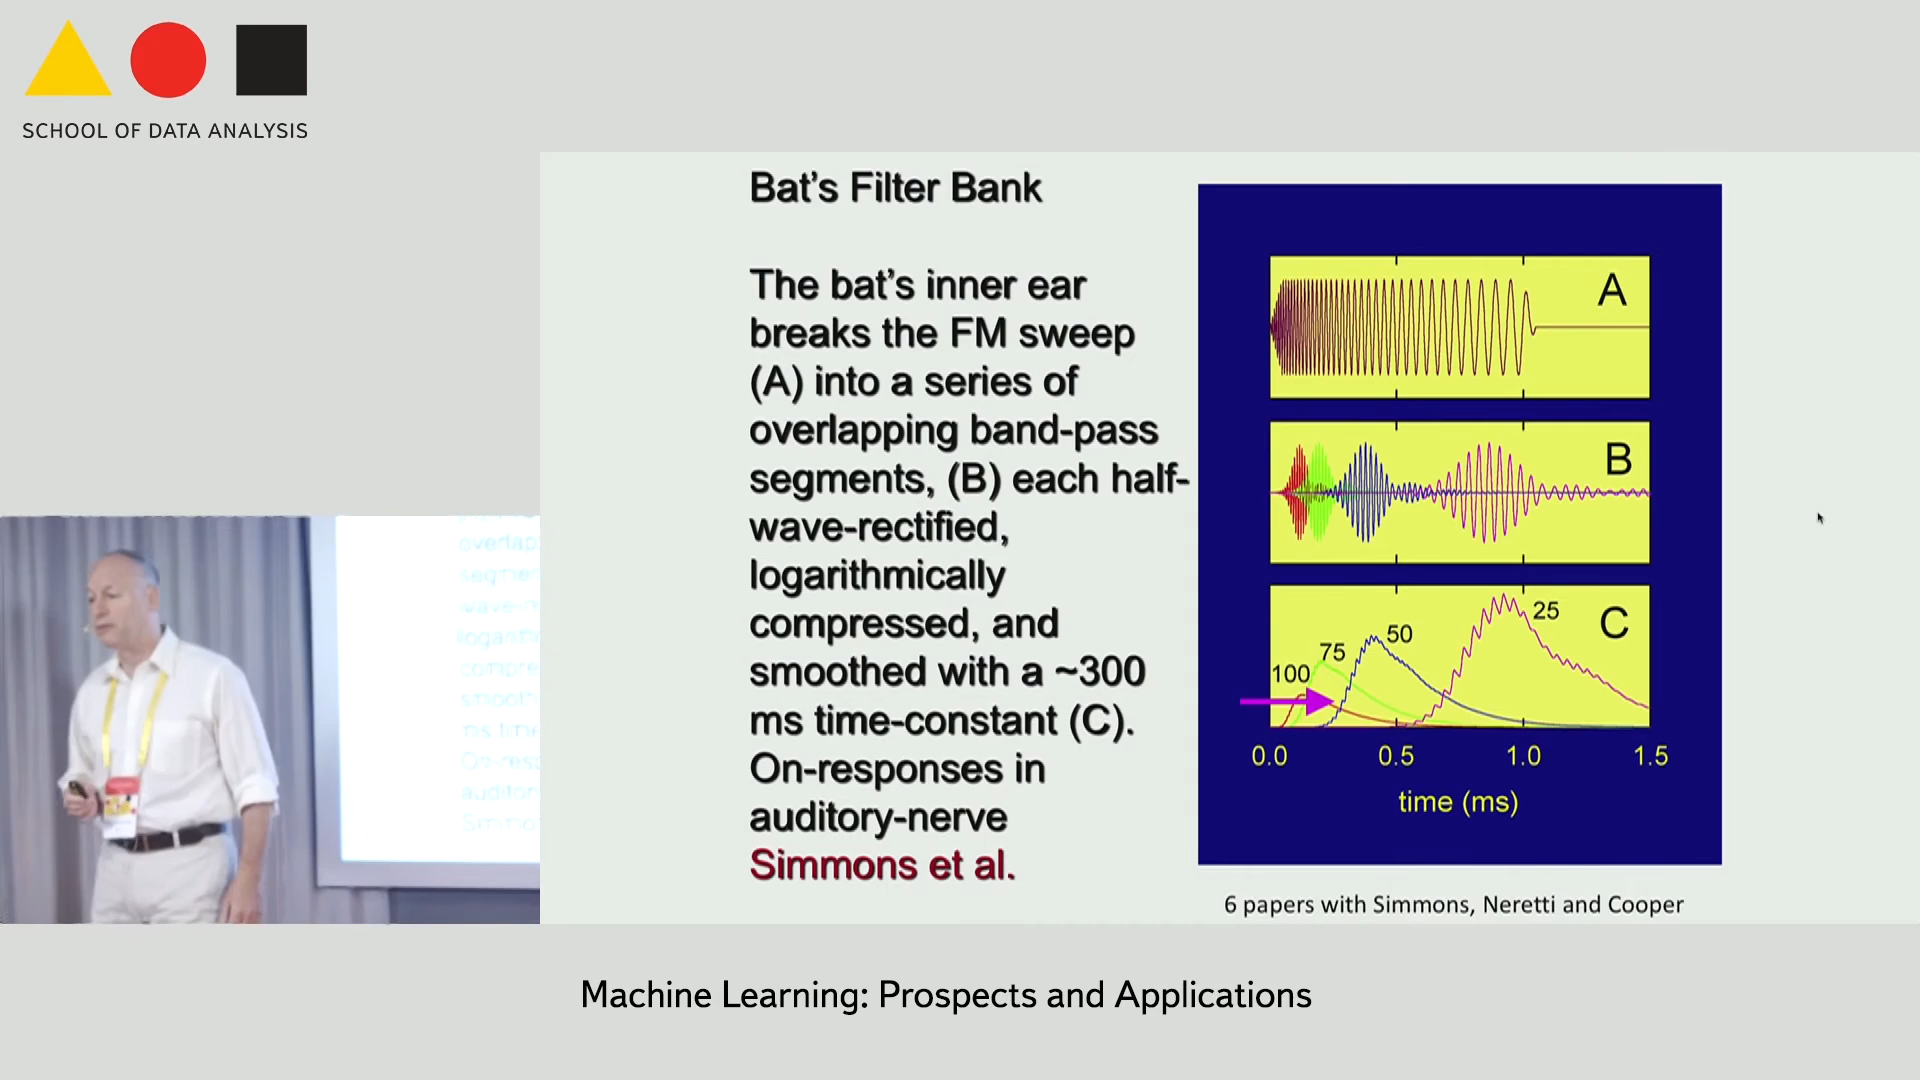 SCHOOL OF DATA ANALYSIS
Bat's Filter Bank
The bat's inner ear
breaks the FM sweep
(A) into a series of
overlapping band-pass
segments, (B) each half-
wave-rectified,
logarithmically
compressed, and
smoothed with a ~300
ms time-constant (C).
On-responses in
auditory-nerve
Simmons et al.
A
B
C
100
75
50
25
0.0 0.5 1.0 1.5
time (ms)
6 papers with Simmons, Neretti and Cooper
Machine Learning: Prospects and Applications